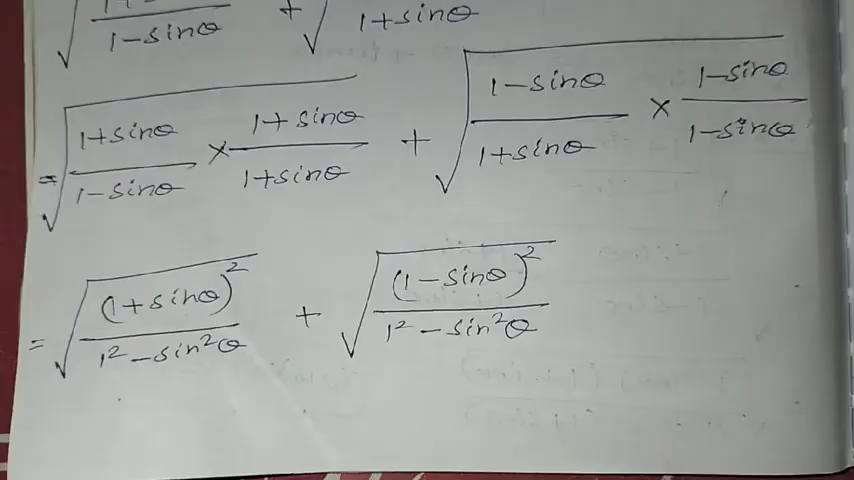 √(1+ / 1-sinθ) + √( / 1+sinθ)
= √((1+sinθ)/(1-sinθ) × (1+sinθ)/(1+sinθ)) + √((1-sinθ)/(1+sinθ) × (1-sinθ)/(1-sinθ))
= √((1+sinθ)²/(1²-sin²θ)) + √((1-sinθ)²/(1²-sin²θ))